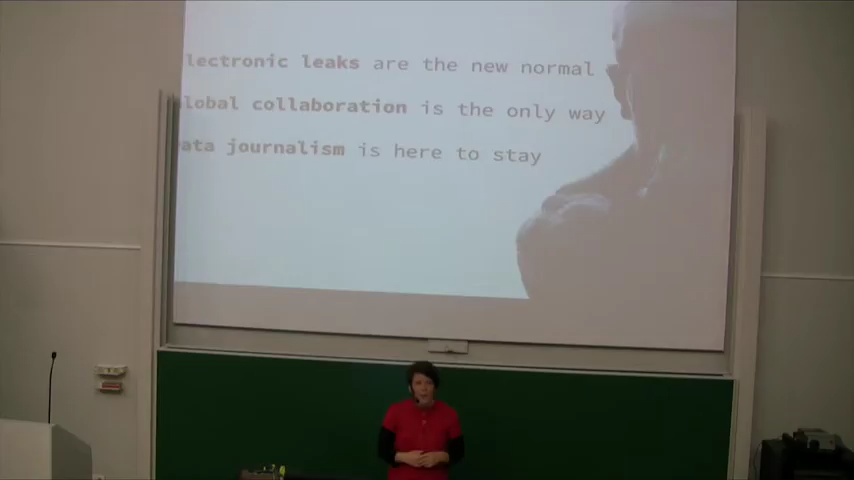 lectronic leaks are the new normal
lobal collaboration is the only way
ata journalism is here to stay